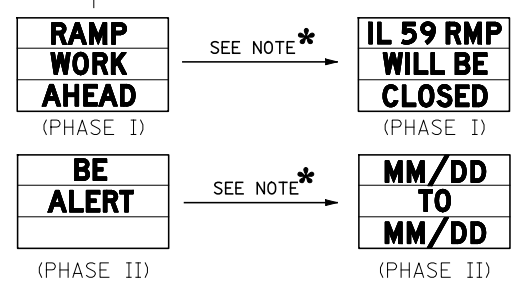 RAMP
WORK
AHEAD
(PHASE I)
SEE NOTE*
IL 59 RMP
WILL BE
CLOSED
(PHASE I)
BE
ALERT
(PHASE II)
SEE NOTE*
MM/DD
TO
MM/DD
(PHASE II)